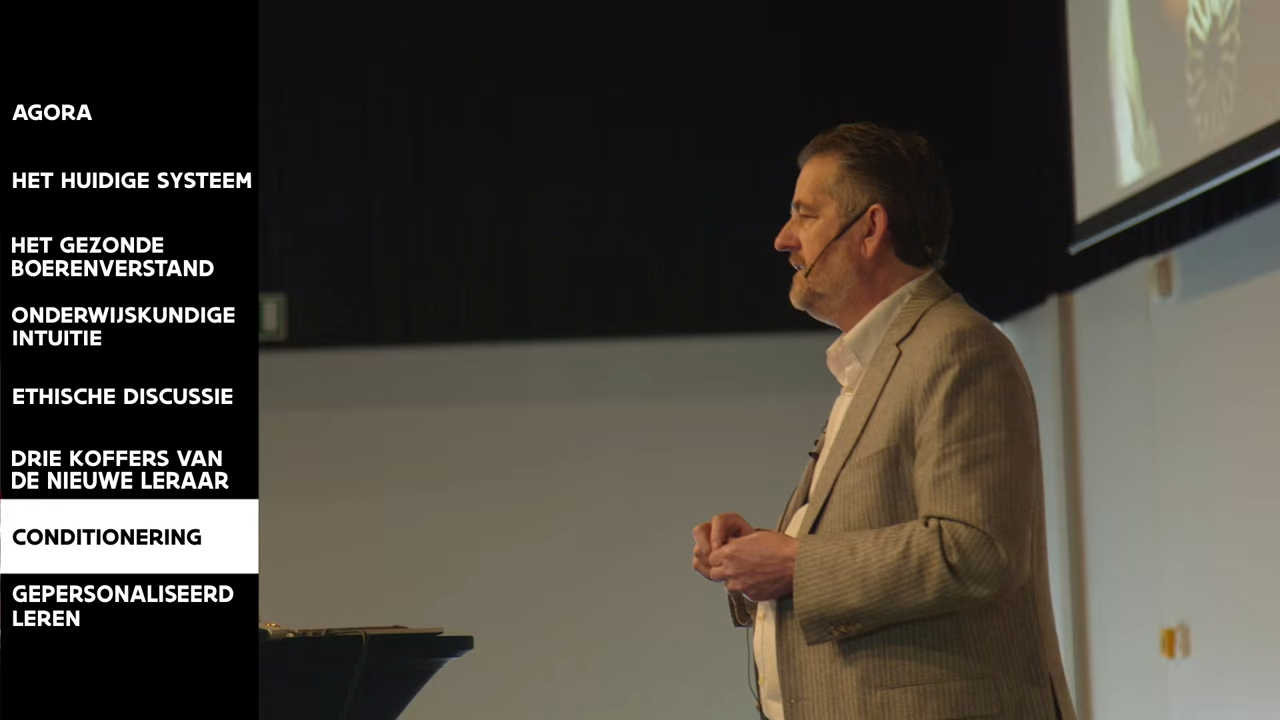 AGORA
HET HUIDIGE SYSTEEM
HET GEZONDE
BOERENVERSTAND
ONDERWIJSKUNDIGE
INTUITIE
ETHISCHE DISCUSSIE
DRIE KOFFERS VAN
DE NIEUWE LERAAR
CONDITIONERING
GEPERSONALISEERD
LEREN